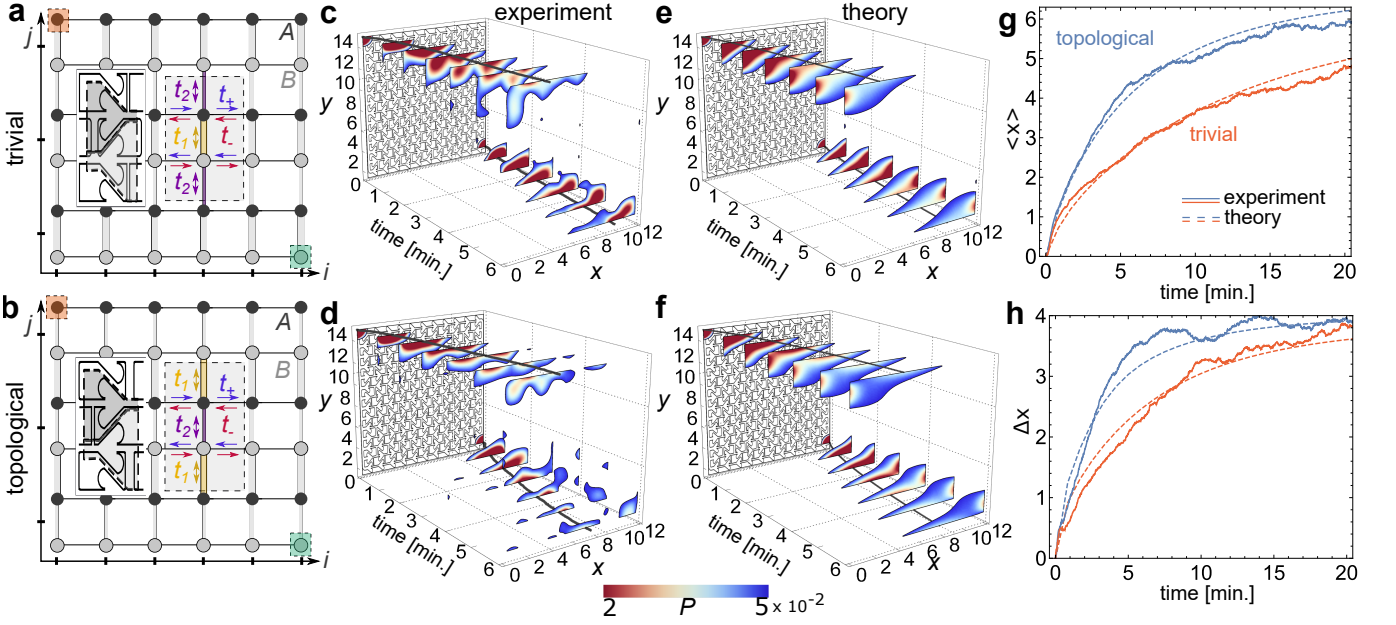 a
j
A
B
trivial
t₂
t₊
t₁
t₋
t₂
i
b
j
A
B
topological
t₁
t₊
t₂
t₋
t₁
i
c
experiment
14
12
10
8
6
4
2
0
y
0
1
2
3
4
5
6
time [min.]
0
2
4
6
8
10
12
x
d
14
12
10
8
6
4
2
0
y
0
1
2
3
4
5
6
time [min.]
0
2
4
6
8
10
12
x
e
theory
14
12
10
8
6
4
2
0
y
0
1
2
3
4
5
6
time [min.]
0
2
4
6
8
10
12
x
f
14
12
10
8
6
4
2
0
y
0
1
2
3
4
5
6
time [min.]
0
2
4
6
8
10
12
x
2
P
5 × 10⁻²
g
6
5
4
3
2
1
0
<x>
topological
trivial
experiment
theory
0
5
10
15
20
time [min.]
h
4
3
2
1
0
Δx
0
5
10
15
20
time [min.]